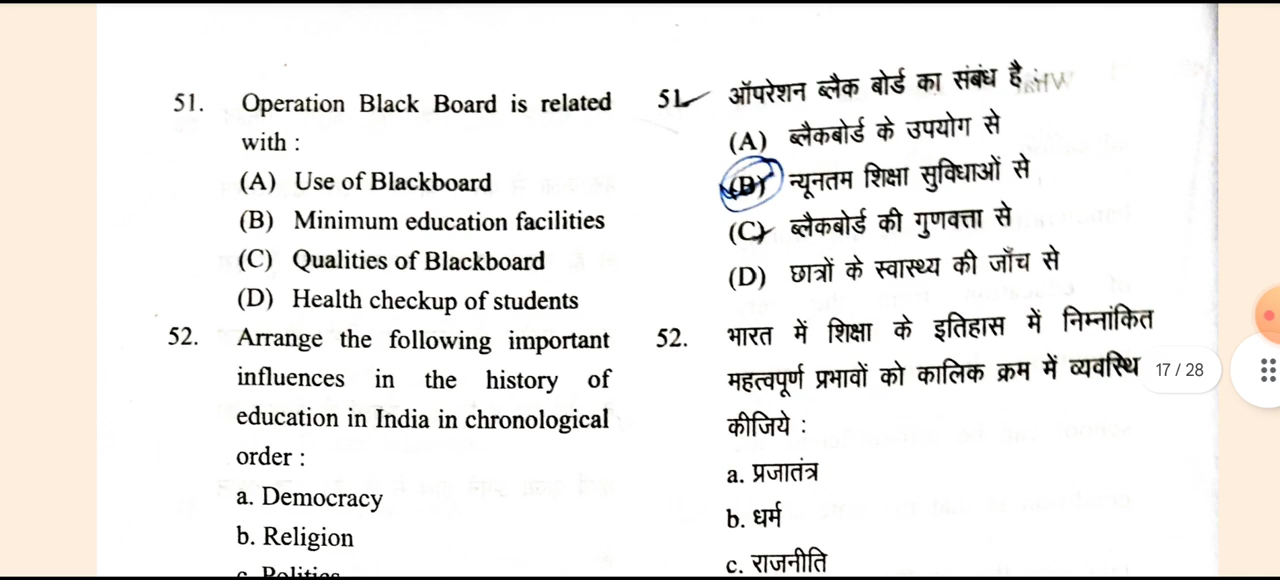 51. Operation Black Board is related
with :
(A) Use of Blackboard
(B) Minimum education facilities
(C) Qualities of Blackboard
(D) Health checkup of students
52. Arrange the following important
influences in the history of
education in India in chronological
order :
a. Democracy
b. Religion
c. Politics
51. ऑपरेशन ब्लैक बोर्ड का संबंध है :
(A) ब्लैकबोर्ड के उपयोग से
(B) न्यूनतम शिक्षा सुविधाओं से
(C) ब्लैकबोर्ड की गुणवत्ता से
(D) छात्रों के स्वास्थ्य की जाँच से
52. भारत में शिक्षा के इतिहास में निम्नांकित
महत्वपूर्ण प्रभावों को कालिक क्रम में व्यवस्थि
कीजिये :
a. प्रजातंत्र
b. धर्म
c. राजनीति
17 / 28